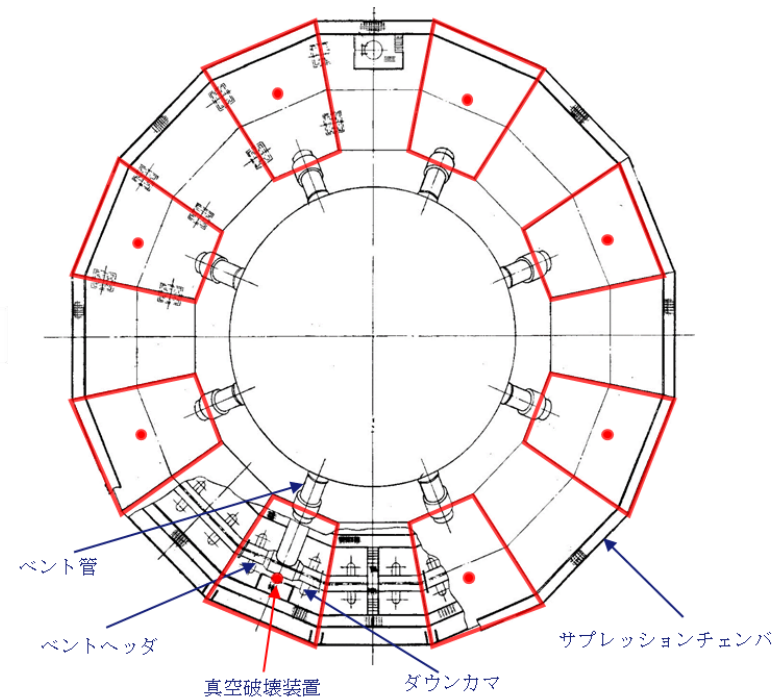 ベント管
ベントヘッダ
真空破壊装置
ダウンカマ
サプレッションチェンバ